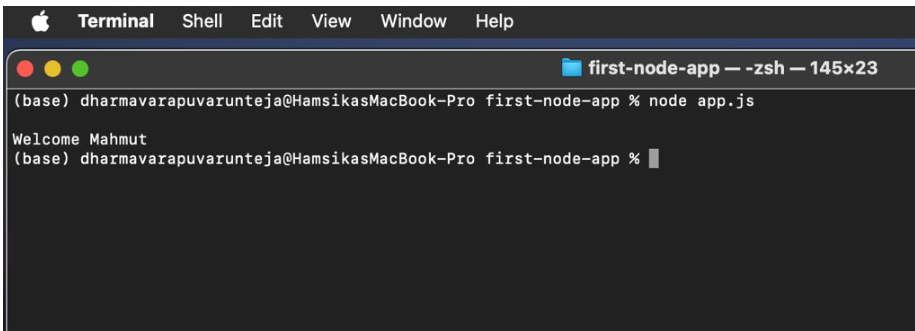 Terminal Shell Edit View Window Help
first-node-app — -zsh — 145×23
(base) dharmavarapuvarunteja@HamsikasMacBook-Pro first-node-app % node app.js
Welcome Mahmut
(base) dharmavarapuvarunteja@HamsikasMacBook-Pro first-node-app %